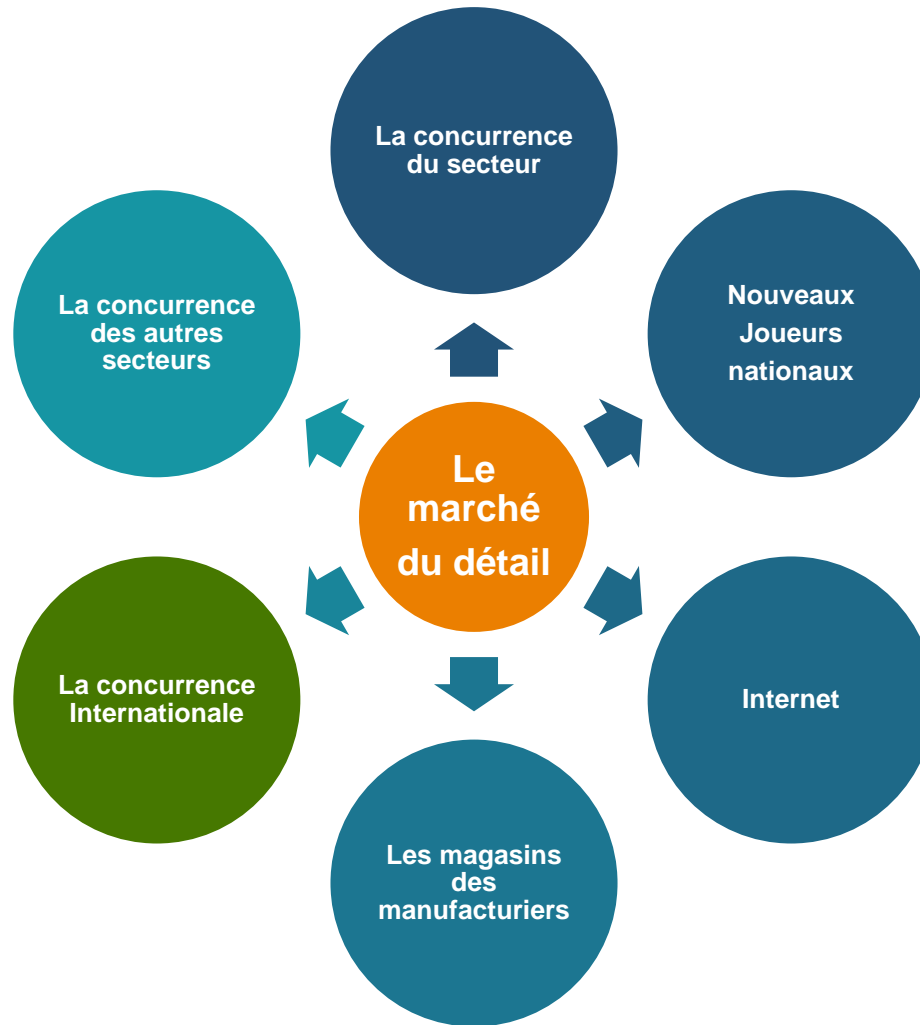 La concurrence
du secteur
Nouveaux
Joueurs
nationaux
Internet
Les magasins
des
manufacturiers
La concurrence
Internationale
La concurrence
des autres
secteurs
Le
marché
du détail